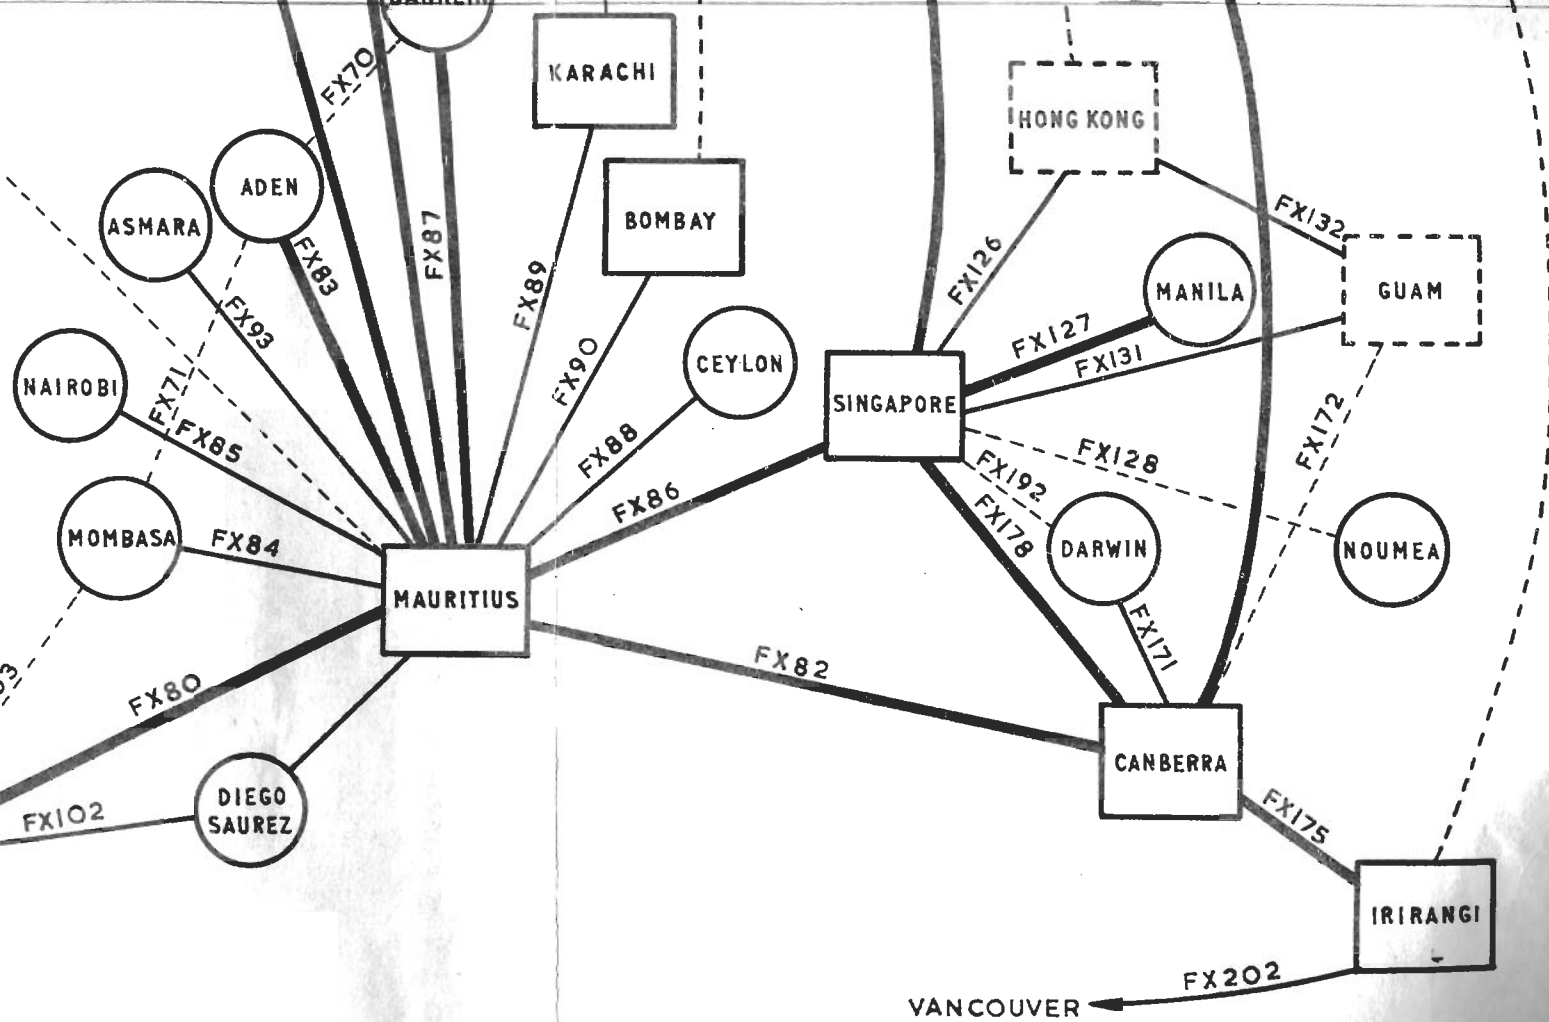 FX70
KARACHI
HONG KONG
ADEN
ASMARA
BOMBAY
FX87
FX132
FX83
FX126
FX89
MANILA
GUAM
FX93
FX127
FX131
NAIROBI
CEYLON
FX90
SINGAPORE
FX71
FX85
FX88
FX172
FX128
FX192
FX86
FX178
MOMBASA
FX84
DARWIN
NOUMEA
MAURITIUS
FX171
FX82
FX80
CANBERRA
DIEGO
SAUREZ
FX102
FX175
IRIRANGI
FX202
VANCOUVER